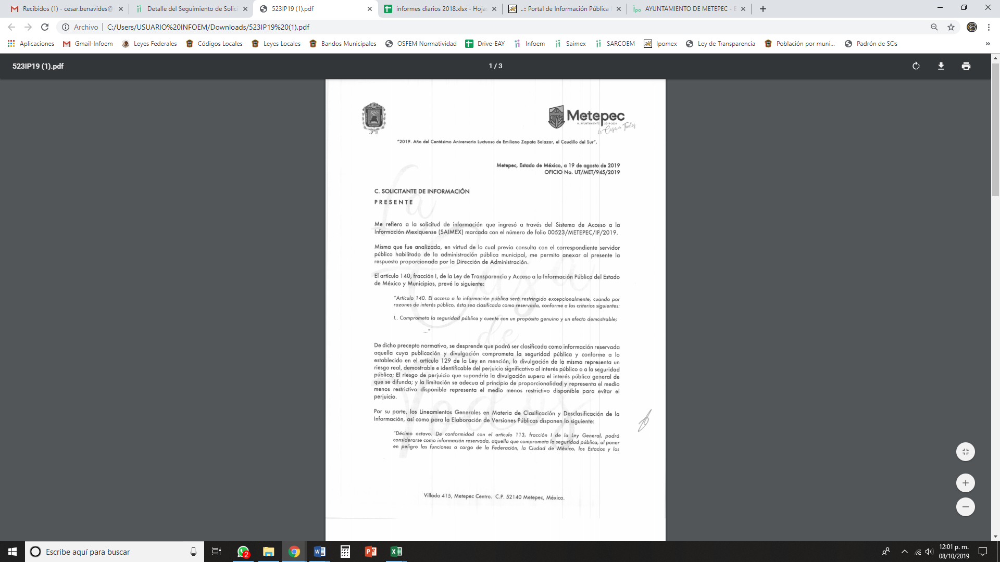 Recibidos (1) - cesar.benavides@
Detalle del Seguimiento de Solici
523IP19 (1).pdf
informes diarios 2018.xlsx - Hoja
..:: Portal de Información Pública
AYUNTAMIENTO DE METEPEC - E
Archivo
C:/Users/USUARIO%20INFOEM/Downloads/523IP19%20(1).pdf
Aplicaciones
Gmail-Infoem
Leyes Federales
Códigos Locales
Leyes Locales
Bandos Municipales
OSFEM Normatividad
Drive-EAY
Infoem
Saimex
SARCOEM
Ipomex
Ley de Transparencia
Población por muni...
Padrón de SOs
»
523IP19 (1).pdf
1 / 3
Metepec
H. AYUNTAMIENTO 2019-2021
La Casa de Todos
"2019. Año del Centésimo Aniversario Luctuoso de Emiliano Zapata Salazar, el Caudillo del Sur".
Metepec, Estado de México, a 19 de agosto de 2019
OFICIO No. UT/MET/945/2019
C. SOLICITANTE DE INFORMACIÓN
P R E S E N T E
Me refiero a la solicitud de información que ingresó a través del Sistema de Acceso a la
Información Mexiquense (SAIMEX) marcada con el número de folio 00523/METEPEC/IP/2019.
Misma que fue analizada, en virtud de lo cual previa consulta con el correspondiente servidor
público habilitado de la administración pública municipal, me permito anexar al presente la
respuesta proporcionada por la Dirección de Administración.
El artículo 140, fracción I, de la Ley de Transparencia y Acceso a la Información Pública del Estado
de México y Municipios, prevé lo siguiente:
"Artículo 140. El acceso a la información pública será restringido excepcionalmente, cuando por
razones de interés público, ésta sea clasificada como reservada, conforme a los criterios siguientes:
I.. Comprometa la seguridad pública y cuente con un propósito genuino y un efecto demostrable;
..."
De dicho precepto normativo, se desprende que podrá ser clasificada como información reservada
aquella cuya publicación y divulgación comprometa la seguridad pública y conforme a lo
establecido en el artículo 129 de la Ley en mención, la divulgación de la misma representa un
riesgo real, demostrable e identificable del perjuicio significativo al interés público o a la seguridad
pública; El riesgo de perjuicio que supondría la divulgación supera el interés público general de
que se difunda; y la limitación se adecua al principio de proporcionalidad y representa el medio
menos restrictivo disponible representa el medio menos restrictivo disponible para evitar el
perjuicio.
Por su parte, los Lineamientos Generales en Materia de Clasificación y Desclasificación de la
Información, así como para la Elaboración de Versiones Públicas disponen lo siguiente:
"Décimo octavo. De conformidad con el artículo 113, fracción I de la Ley General, podrá
considerarse como información reservada, aquella que comprometa la seguridad pública, al poner
en peligro las funciones a cargo de la Federación, la Ciudad de México, los Estados y los
La Casa de Todos
Villada 415, Metepec Centro. C.P. 52140 Metepec, México.
Escribe aquí para buscar
2
12:01 p. m.
08/10/2019